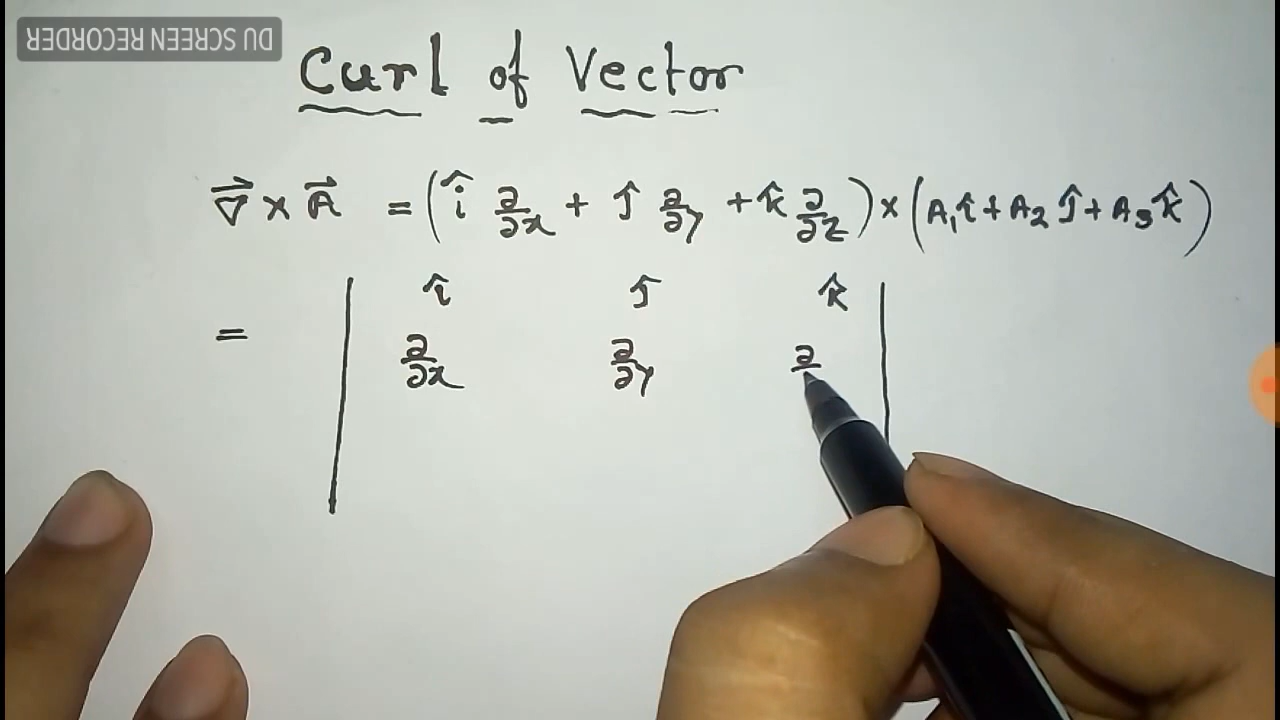 DU SCREEN RECORDER
Curl of Vector
∇⃗ × A⃗ = (î ∂/∂x + ĵ ∂/∂y + k̂ ∂/∂z) × (A₁î + A₂ĵ + A₃k̂)
= | î ĵ k̂ |
∂/∂x ∂/∂y ∂